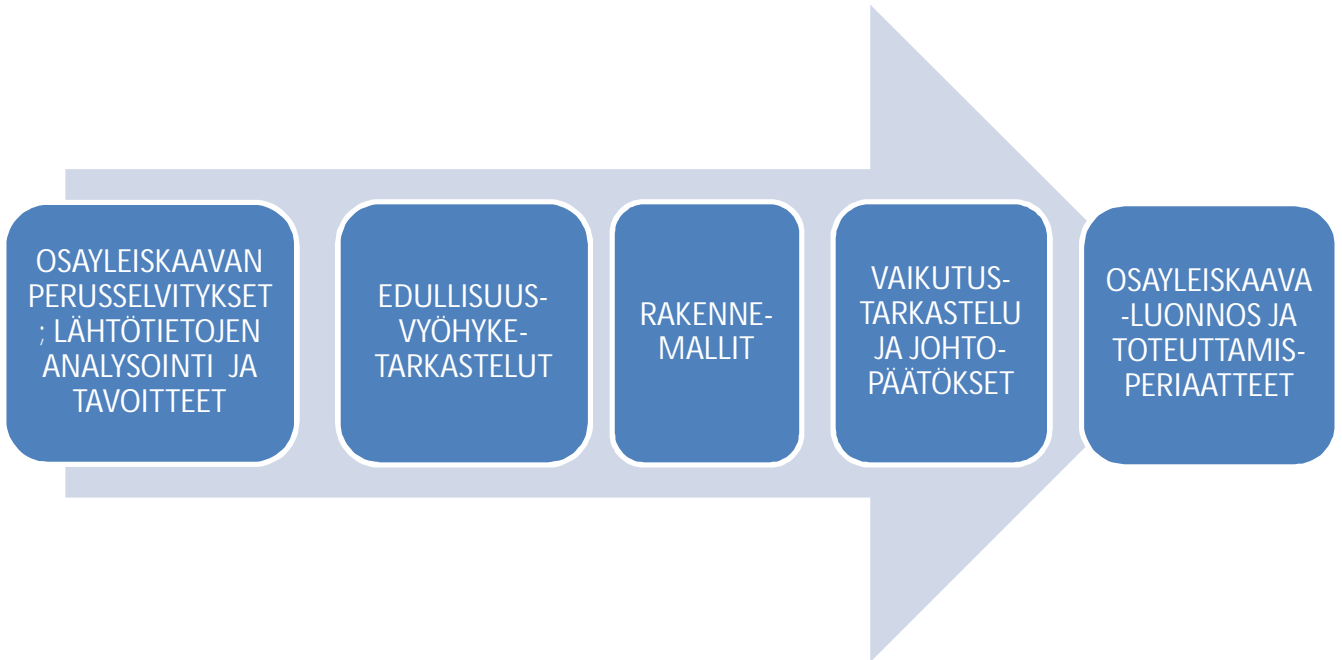 OSAYLEISKAAVAN
PERUSSELVITYKSET
; LÄHTÖTIETOJEN
ANALYSOINTI JA
TAVOITTEET
EDULLISUUS-
VYÖHYKE-
TARKASTELUT
RAKENNE-
MALLIT
VAIKUTUS-
TARKASTELU
JA JOHTO-
PÄÄTÖKSET
OSAYLEISKAAVA
-LUONNOS JA
TOTEUTTAMIS-
PERIAATTEET